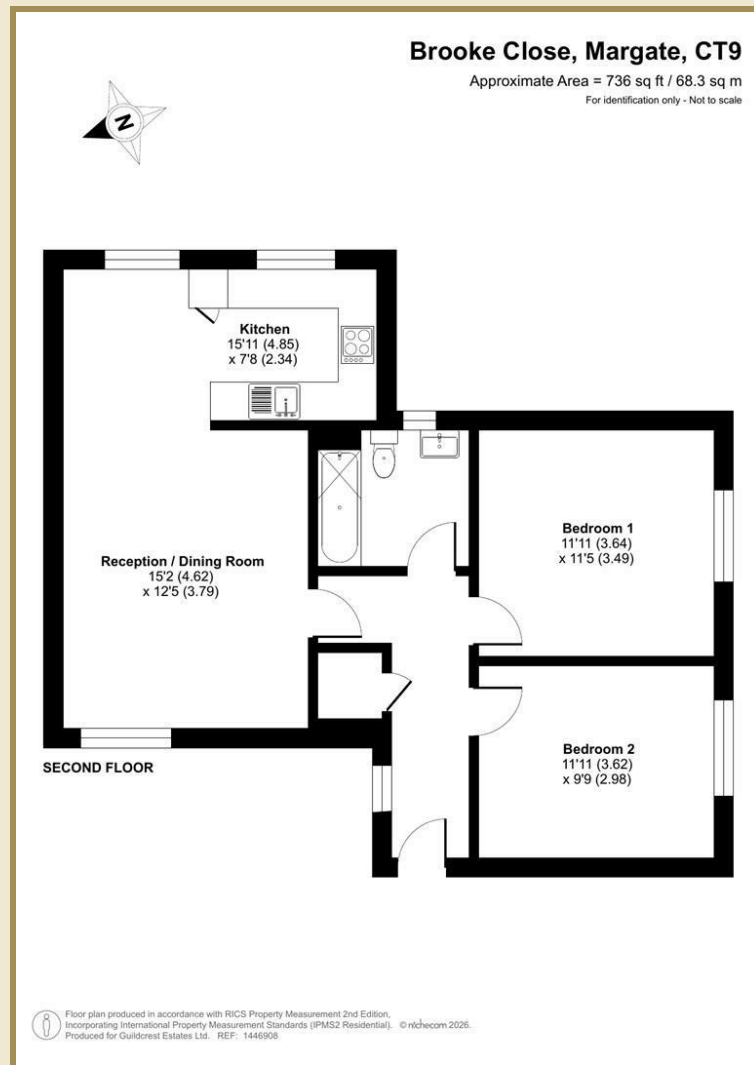 Brooke Close, Margate, CT9
Approximate Area = 736 sq ft / 68.3 sq m
For identification only - Not to scale
N
Kitchen
15'11 (4.85)
x 7'8 (2.34)
Reception / Dining Room
15'2 (4.62)
x 12'5 (3.79)
Bedroom 1
11'11 (3.64)
x 11'5 (3.49)
Bedroom 2
11'11 (3.62)
x 9'9 (2.98)
SECOND FLOOR
Floor plan produced in accordance with RICS Property Measurement 2nd Edition,
Incorporating International Property Measurement Standards (IPMS2 Residential). © nichecom 2026.
Produced for Guildcrest Estates Ltd. REF: 1446908